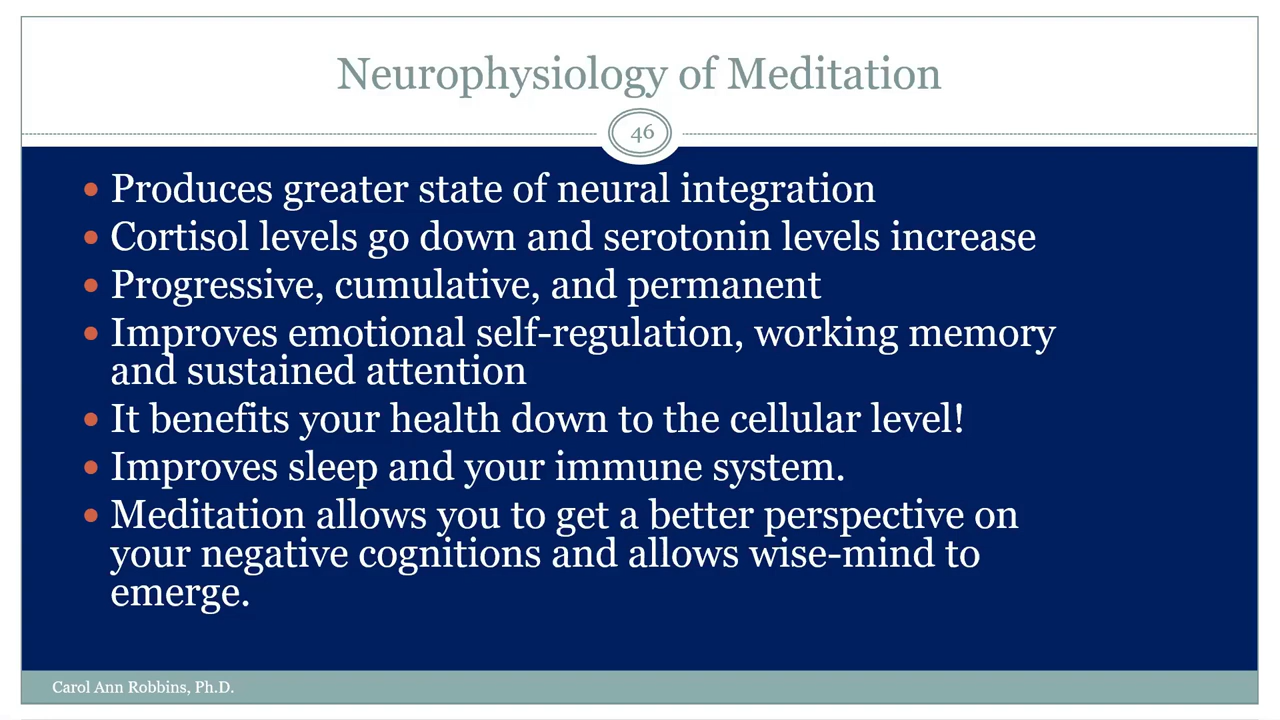 Neurophysiology of Meditation
46
• Produces greater state of neural integration
• Cortisol levels go down and serotonin levels increase
• Progressive, cumulative, and permanent
• Improves emotional self-regulation, working memory
and sustained attention
• It benefits your health down to the cellular level!
• Improves sleep and your immune system.
• Meditation allows you to get a better perspective on
your negative cognitions and allows wise-mind to
emerge.
Carol Ann Robbins, Ph.D.